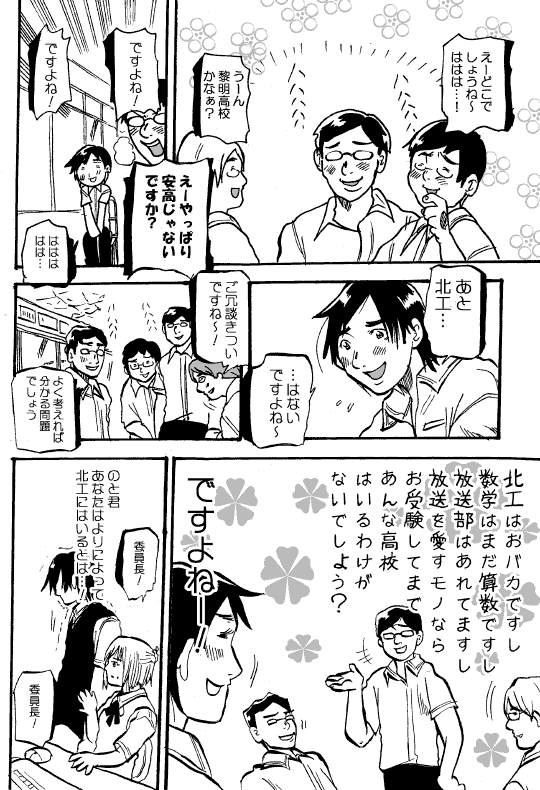 えーどこで
しょうね～
ははは…！
うーん
黎明高校
かなぁ？
えーやっぱり
安高じゃない
ですか？
ですよね！
ですよね！
ははは
はは…
あと
北工…
…はない
ですよね～
ご冗談きつい
ですね～！
よく考えれば
分かる問題
でしょう
北工はおバカですし
数学はまだ算数ですし
放送部はあれてますし
放送を愛すモノなら
お受験してまで
あんな高校
はいるわけが
ないでしょう？
ですよねー！
のと君
あなたはよりによって
北工にはいるとは…
委員長！
委員長！